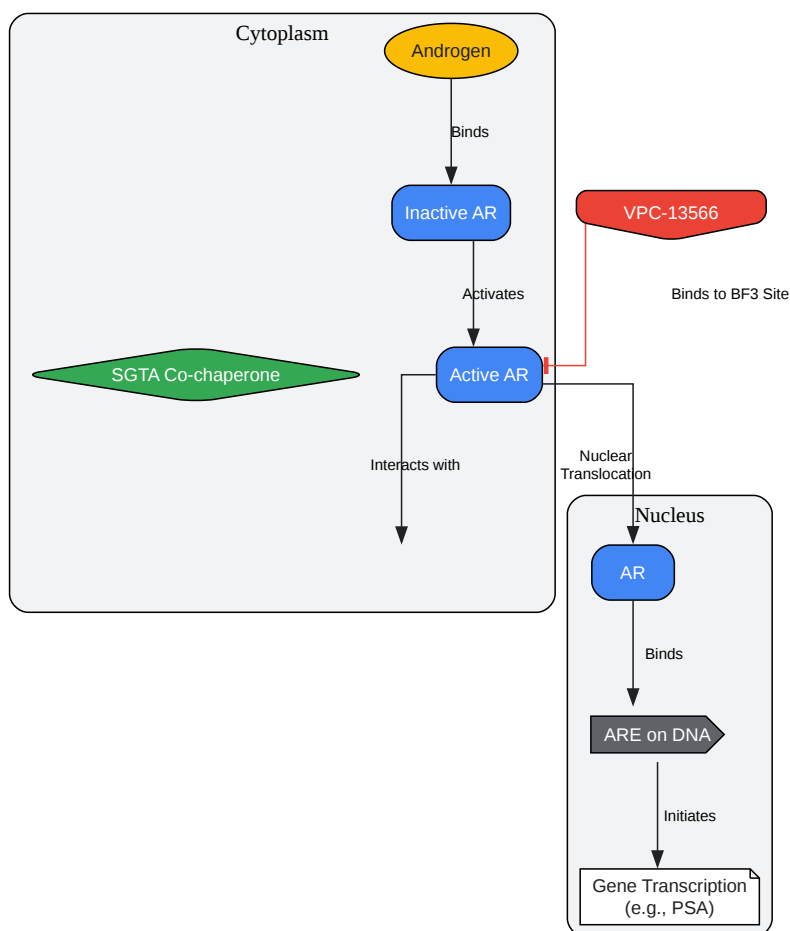 Cytoplasm
Androgen
Binds
Inactive AR
VPC-13566
Activates
Binds to BF3 Site
SGTA Co-chaperone
Active AR
Interacts with
Nuclear
Translocation
Nucleus
AR
Binds
ARE on DNA
Initiates
Gene Transcription
(e.g., PSA)